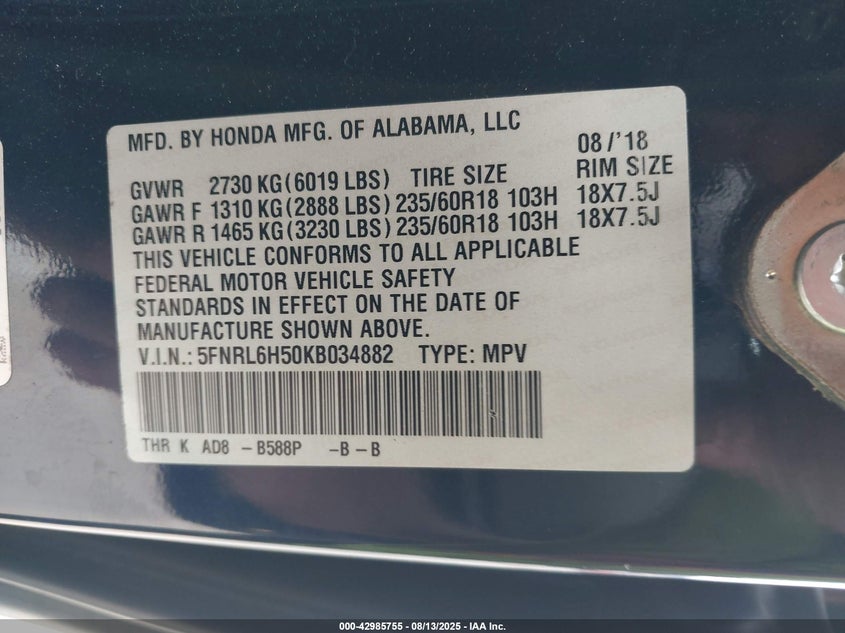 MFD. BY HONDA MFG. OF ALABAMA, LLC
08/'18
GVWR 2730 KG(6019 LBS) TIRE SIZE RIM SIZE
GAWR F 1310 KG(2888 LBS) 235/60R18 103H 18X7.5J
GAWR R 1465 KG(3230 LBS) 235/60R18 103H 18X7.5J
THIS VEHICLE CONFORMS TO ALL APPLICABLE
FEDERAL MOTOR VEHICLE SAFETY
STANDARDS IN EFFECT ON THE DATE OF
MANUFACTURE SHOWN ABOVE.
V.I.N.: 5FNRL6H50KB034882 TYPE: MPV
THR K AD8 -B588P -B-B
000-42985755 - 08/13/2025 - IAA Inc.